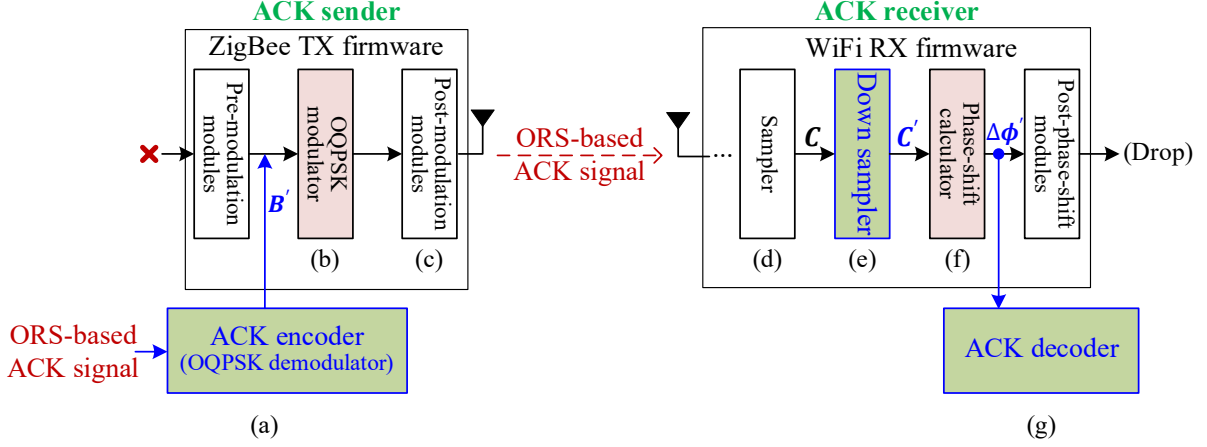 ACK sender
ZigBee TX firmware
Pre-modulation
modules
B′
OQPSK
modulator
(b)
Post-modulation
modules
(c)
ORS-based
ACK signal
ACK encoder
(OQPSK demodulator)
(a)
ORS-based
ACK signal
ACK receiver
WiFi RX firmware
...
Sampler
(d)
C
Down sampler
(e)
C′
Phase-shift
calculator
(f)
Δϕ′
Post-phase-shift
modules
(Drop)
ACK decoder
(g)